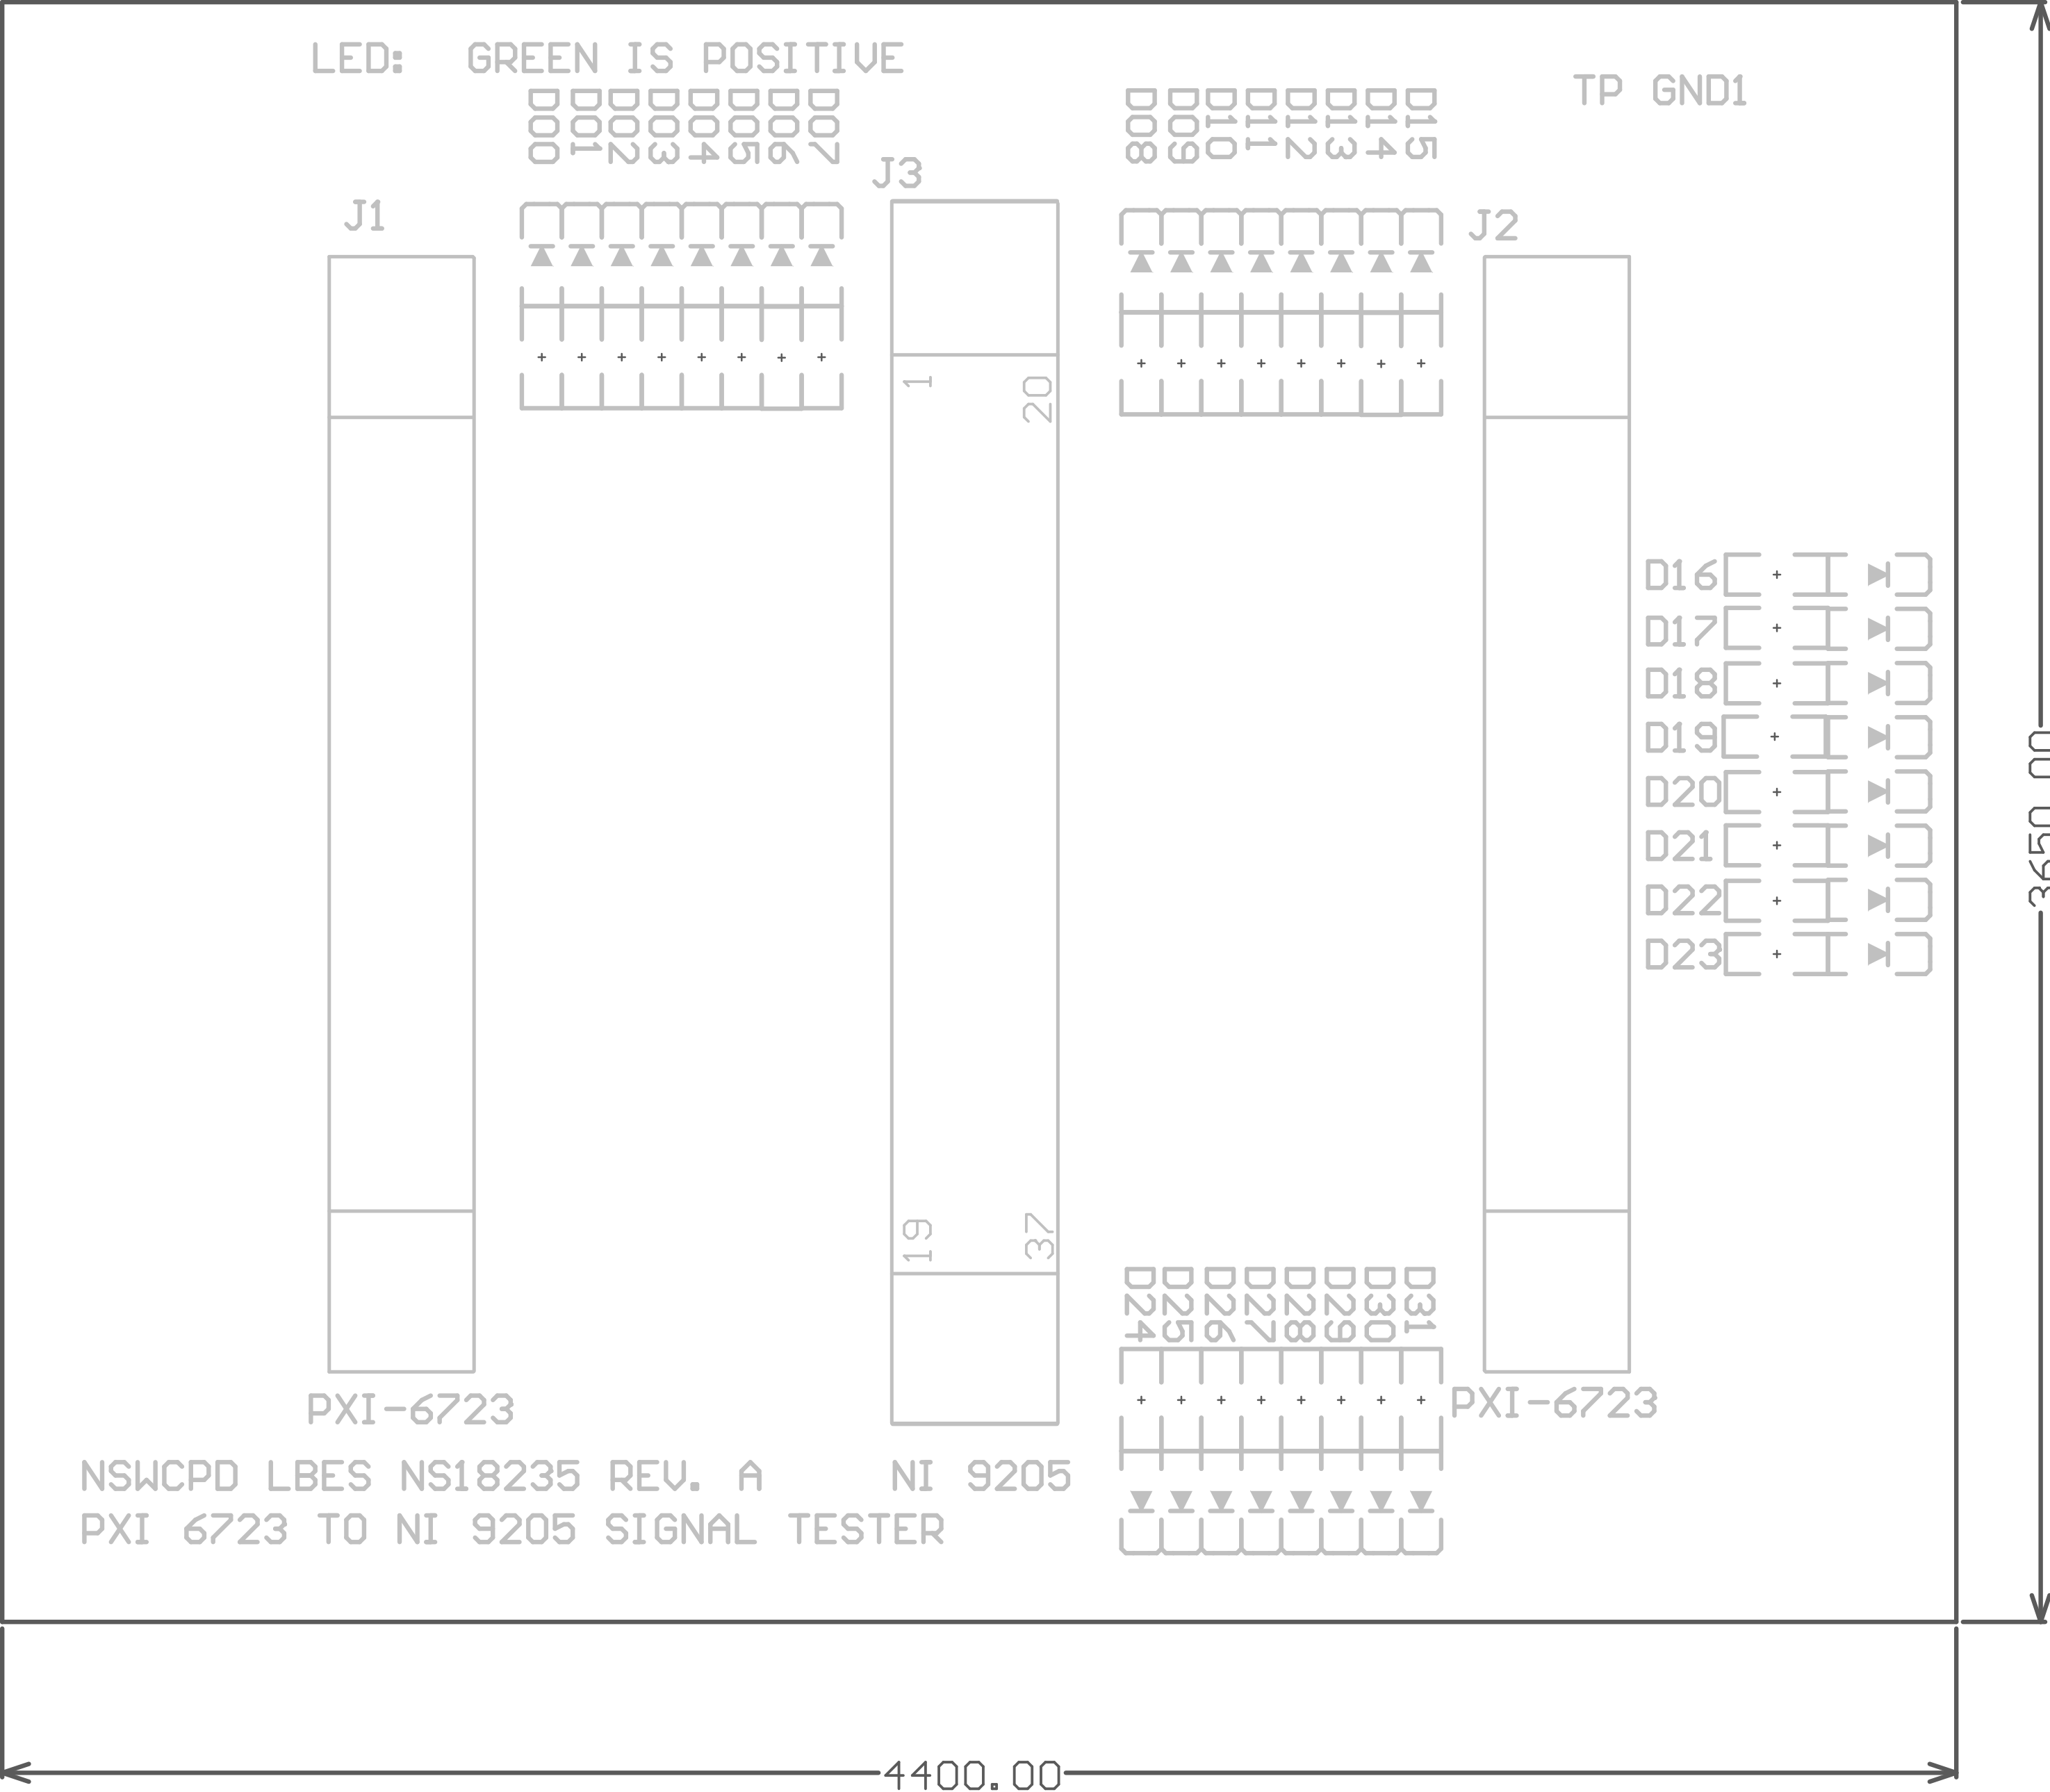 LED: GREEN IS POSITIVE
TP GND1
D00
D01
D02
D03
D04
D05
D06
D07
D08
D09
D10
D11
D12
D13
D14
D15
J3
J1
J2
1
20
D16
D17
D18
D19
D20
D21
D22
D23
3650.00
19
37
D24
D25
D26
D27
D28
D29
D30
D31
PXI-6723
PXI-6723
NSWCPD LBES NS18235 REV. A
NI 9205
PXI 6723 TO NI 9205 SIGNAL TESTER
4400.00